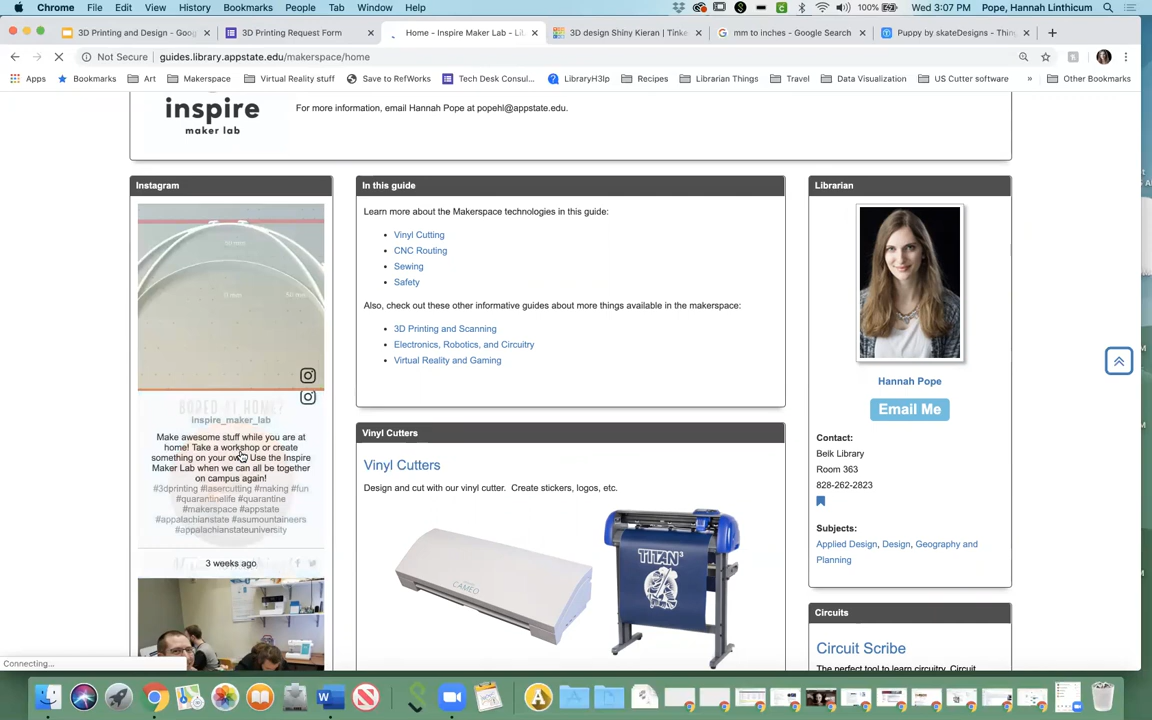 Chrome File Edit View History Bookmarks People Tab Window Help 100% Wed 3:07 PM Pope, Hannah Linthicum
3D Printing and Design - Goog 3D Printing Request Form Home - Inspire Maker Lab - Lib 3D design Shiny Kieran | Tinke mm to inches - Google Search Puppy by skateDesigns - Thin
Not Secure guides.library.appstate.edu/makerspace/home
Apps Bookmarks Art Makerspace Virtual Reality stuff Save to RefWorks Tech Desk Consul... LibraryH3lp Recipes Librarian Things Travel Data Visualization US Cutter software » Other Bookmarks
inspire
maker lab
For more information, email Hannah Pope at popehl@appstate.edu.
Instagram
BORED AT HOME?
inspire_maker_lab
Make awesome stuff while you are at
home! Take a workshop or create
something on your own! Use the Inspire
Maker Lab when we can all be together
on campus again!
#3dprinting #lasercutting #making #fun
#quarantinelife #quarantine
#makerspace #appstate
#appalachianstate #asumountaineers
#appalachianstateuniversity
3 weeks ago
In this guide
Learn more about the Makerspace technologies in this guide:
Vinyl Cutting
CNC Routing
Sewing
Safety
Also, check out these other informative guides about more things available in the makerspace:
3D Printing and Scanning
Electronics, Robotics, and Circuitry
Virtual Reality and Gaming
Vinyl Cutters
Vinyl Cutters
Design and cut with our vinyl cutter. Create stickers, logos, etc.
CAMEO
TITAN
Librarian
Hannah Pope
Email Me
Contact:
Belk Library
Room 363
828-262-2823
Subjects:
Applied Design, Design, Geography and
Planning
Circuits
Circuit Scribe
The perfect tool to learn circuitry. Circuit
Connecting...